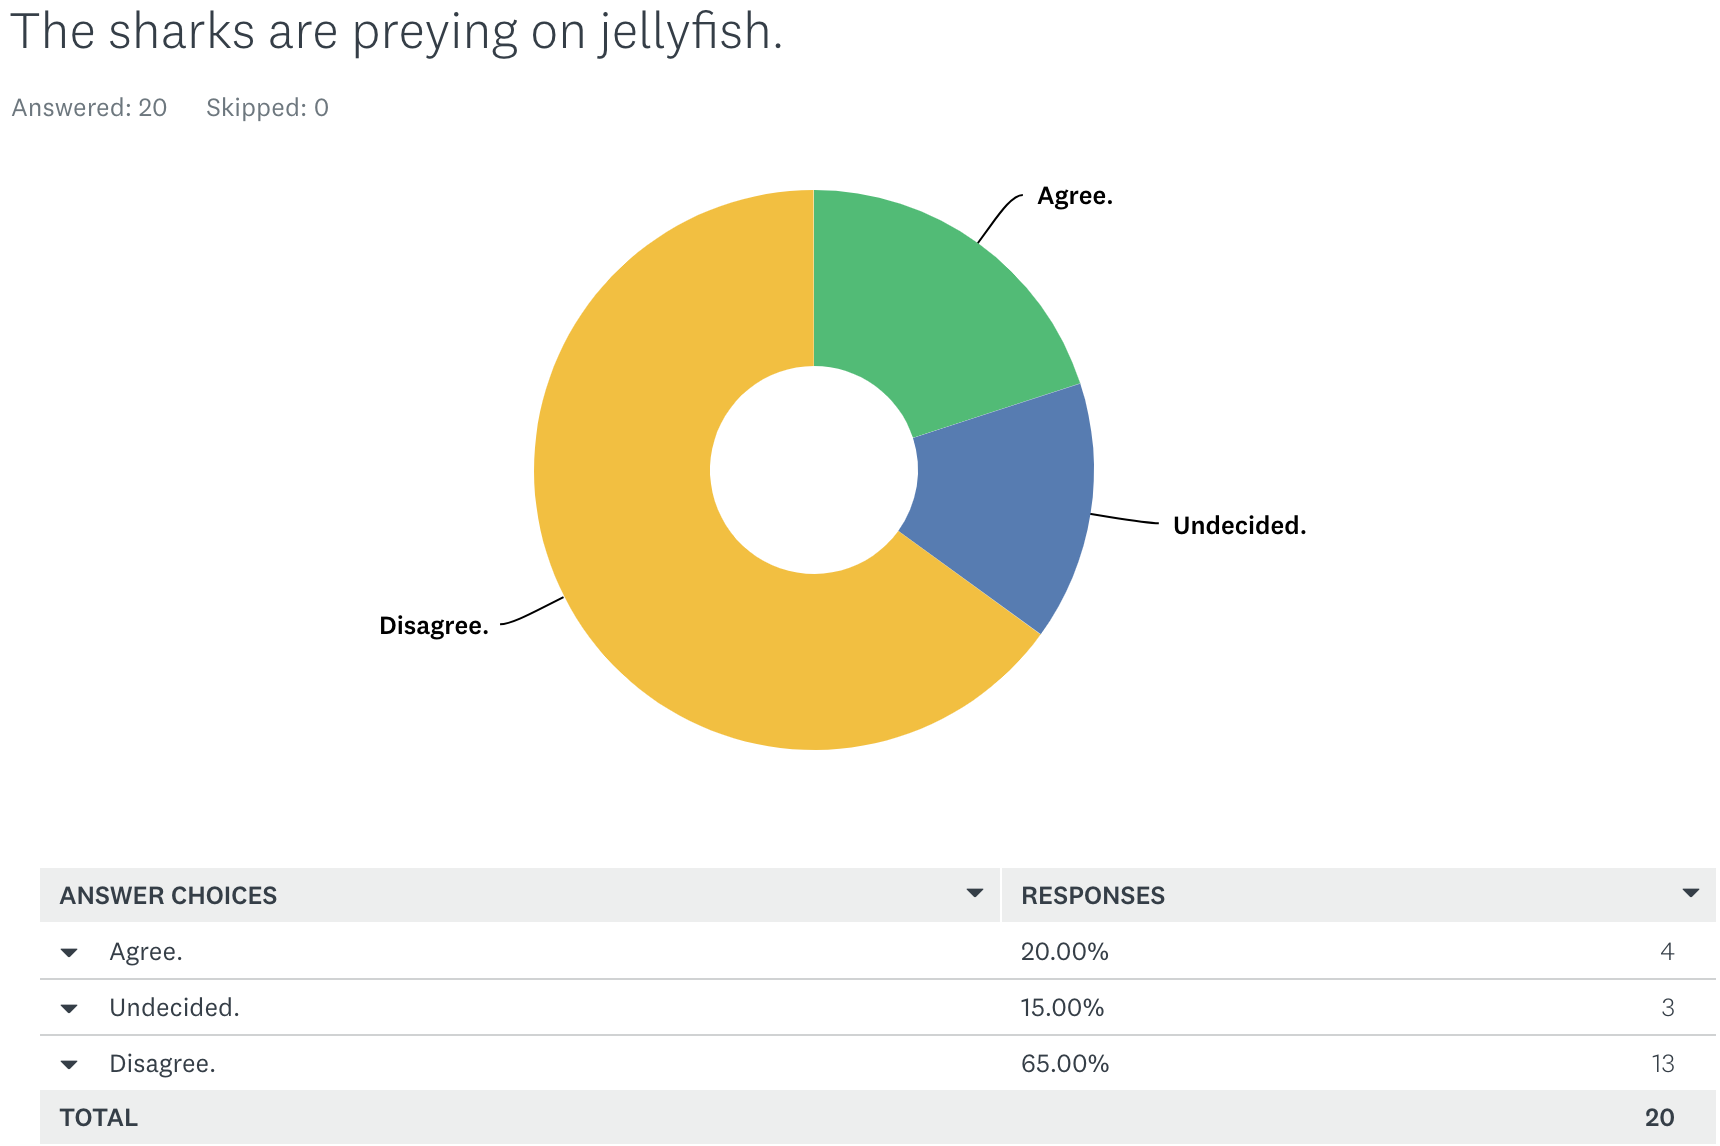 The sharks are preying on jellyfish.
Answered: 20 Skipped: 0
Agree.
Undecided.
Disagree.
ANSWER CHOICES RESPONSES
Agree. 20.00% 4
Undecided. 15.00% 3
Disagree. 65.00% 13
TOTAL 20